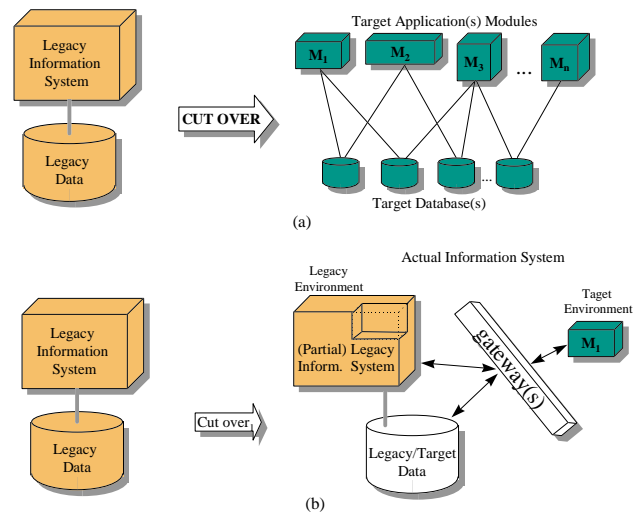 Legacy
Information
System
Legacy
Data
CUT OVER
Target Application(s) Modules
M1
M2
M3
...
Mn
...
Target Database(s)
(a)
Legacy
Information
System
Legacy
Data
Cut over1
Actual Information System
Legacy
Environment
(Partial) Legacy
Inform. System
Legacy/Target
Data
gateway(s)
Taget
Environment
M1
(b)